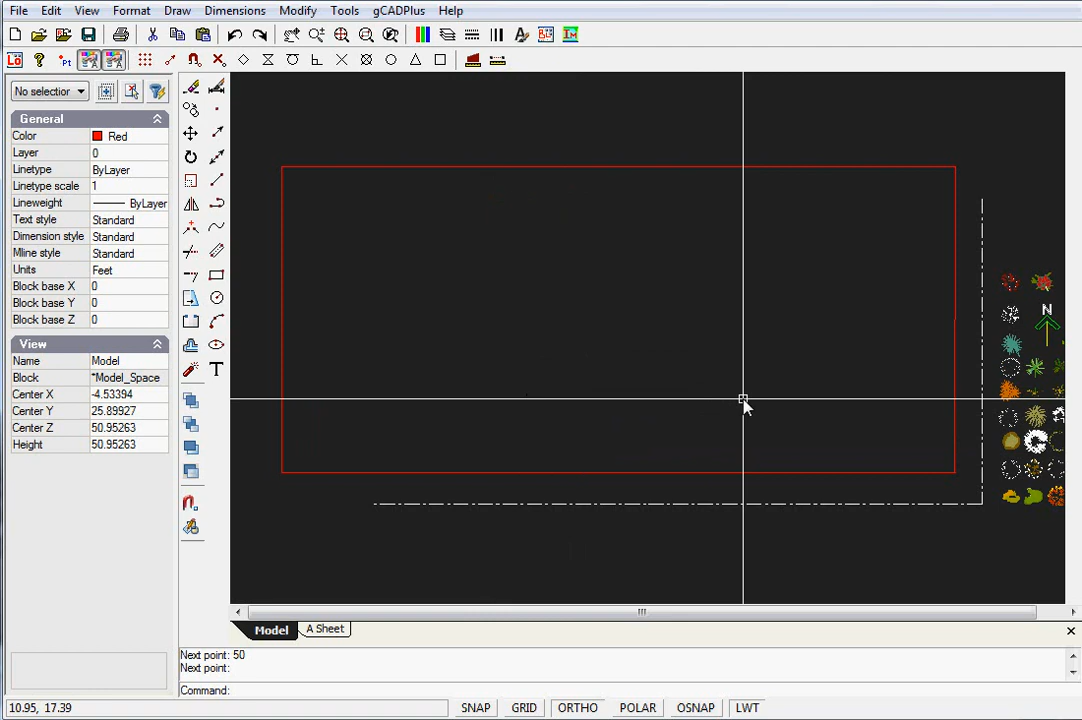 File Edit View Format Draw Dimensions Modify Tools gCADPlus Help
No selection
General
Color Red
Layer 0
Linetype ByLayer
Linetype scale 1
Lineweight ByLayer
Text style Standard
Dimension style Standard
Mline style Standard
Units Feet
Block base X 0
Block base Y 0
Block base Z 0
View
Name Model
Block *Model_Space
Center X -4.53394
Center Y 25.89927
Center Z 50.95263
Height 50.95263
N
Model A Sheet
Next point: 50
Next point:
Command:
10.95, 17.39 SNAP GRID ORTHO POLAR OSNAP LWT